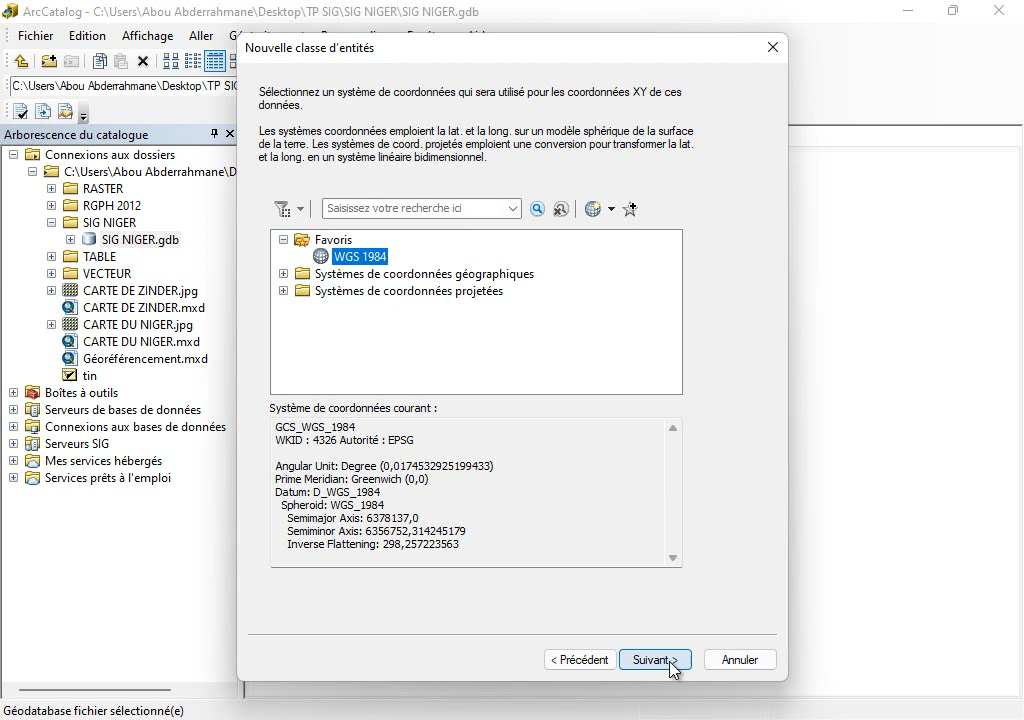 ArcCatalog - C:\Users\Abou Abderrahmane\Desktop\TP SIG\SIG NIGER\SIG NIGER.gdb
Fichier Edition Affichage Aller
Nouvelle classe d'entités
C:\Users\Abou Abderrahmane\Desktop\TP SIG
Arborescence du catalogue
Connexions aux dossiers
C:\Users\Abou Abderrahmane\D
RASTER
RGPH 2012
SIG NIGER
SIG NIGER.gdb
TABLE
VECTEUR
CARTE DE ZINDER.jpg
CARTE DE ZINDER.mxd
CARTE DU NIGER.jpg
CARTE DU NIGER.mxd
Géoréférencement.mxd
tin
Boîtes à outils
Serveurs de bases de données
Connexions aux bases de données
Serveurs SIG
Mes services hébergés
Services prêts à l'emploi
Sélectionnez un système de coordonnées qui sera utilisé pour les coordonnées XY de ces
données.
Les systèmes coordonnées emploient la lat. et la long. sur un modèle sphérique de la surface
de la terre. Les systèmes de coord. projetés emploient une conversion pour transformer la lat.
et la long. en un système linéaire bidimensionnel.
Saisissez votre recherche ici
Favoris
WGS 1984
Systèmes de coordonnées géographiques
Systèmes de coordonnées projetées
Système de coordonnées courant :
GCS_WGS_1984
WKID : 4326 Autorité : EPSG
Angular Unit: Degree (0,0174532925199433)
Prime Meridian: Greenwich (0,0)
Datum: D_WGS_1984
Spheroid: WGS_1984
Semimajor Axis: 6378137,0
Semiminor Axis: 6356752,314245179
Inverse Flattening: 298,257223563
< Précédent Suivant > Annuler
Géodatabase fichier sélectionné(e)